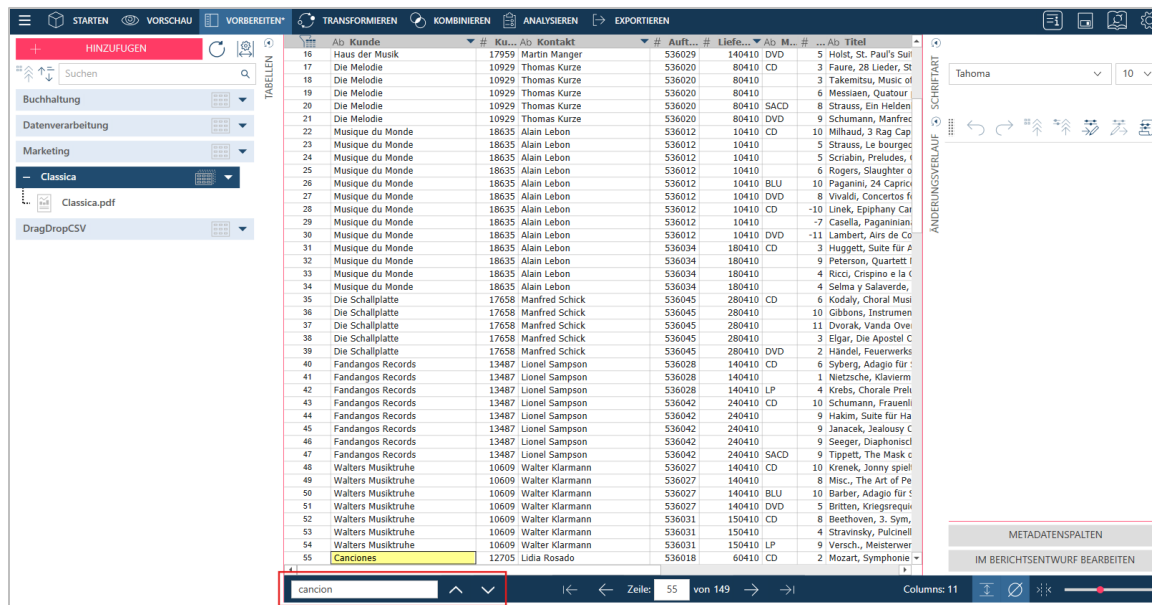 STARTEN VORSCHAU VORBEREITEN* TRANSFORMIEREN KOMBINIEREN ANALYSIEREN EXPORTIEREN
HINZUFÜGEN
Suchen
Buchhaltung
Datenverarbeitung
Marketing
Classica
Classica.pdf
DragDropCSV
TABELLEN
Ab Kunde # Ku... Ab Kontakt # Auft... # Liefe... Ab M... # ... Ab Titel
16 Haus der Musik 17959 Martin Manger 536029 140410 DVD 5 Holst, St. Paul's Suit
17 Die Melodie 10929 Thomas Kurze 536020 80410 CD 3 Faure, 28 Lieder, St
18 Die Melodie 10929 Thomas Kurze 536020 80410 3 Takemitsu, Music of
19 Die Melodie 10929 Thomas Kurze 536020 80410 6 Messiaen, Quatour
20 Die Melodie 10929 Thomas Kurze 536020 80410 SACD 8 Strauss, Ein Helden
21 Die Melodie 10929 Thomas Kurze 536020 80410 DVD 9 Schumann, Manfred
22 Musique du Monde 18635 Alain Lebon 536012 10410 CD 10 Milhaud, 3 Rag Cap
23 Musique du Monde 18635 Alain Lebon 536012 10410 5 Strauss, Le bourgeo
24 Musique du Monde 18635 Alain Lebon 536012 10410 5 Scriabin, Preludes,
25 Musique du Monde 18635 Alain Lebon 536012 10410 6 Rogers, Slaughter o
26 Musique du Monde 18635 Alain Lebon 536012 10410 BLU 10 Paganini, 24 Capric
27 Musique du Monde 18635 Alain Lebon 536012 10410 DVD 8 Vivaldi, Concertos f
28 Musique du Monde 18635 Alain Lebon 536012 10410 CD -10 Linek, Epiphany Car
29 Musique du Monde 18635 Alain Lebon 536012 10410 -7 Casella, Paganinian
30 Musique du Monde 18635 Alain Lebon 536012 10410 DVD -11 Lambert, Airs de Co
31 Musique du Monde 18635 Alain Lebon 536034 180410 CD 3 Huggett, Suite für A
32 Musique du Monde 18635 Alain Lebon 536034 180410 9 Peterson, Quartett
33 Musique du Monde 18635 Alain Lebon 536034 180410 4 Ricci, Crispino e la
34 Musique du Monde 18635 Alain Lebon 536034 180410 4 Selma y Salaverde,
35 Die Schallplatte 17658 Manfred Schick 536045 280410 CD 6 Kodaly, Choral Musi
36 Die Schallplatte 17658 Manfred Schick 536045 280410 10 Gibbons, Instrumen
37 Die Schallplatte 17658 Manfred Schick 536045 280410 11 Dvorak, Vanda Ove
38 Die Schallplatte 17658 Manfred Schick 536045 280410 3 Elgar, Die Apostel
39 Die Schallplatte 17658 Manfred Schick 536045 280410 DVD 2 Händel, Feuerwerks
40 Fandangos Records 13487 Lionel Sampson 536028 140410 CD 6 Syberg, Adagio für
41 Fandangos Records 13487 Lionel Sampson 536028 140410 1 Nietzsche, Klavierm
42 Fandangos Records 13487 Lionel Sampson 536028 140410 LP 4 Krebs, Chorale Prel
43 Fandangos Records 13487 Lionel Sampson 536042 240410 CD 10 Schumann, Frauenli
44 Fandangos Records 13487 Lionel Sampson 536042 240410 9 Hakim, Suite für Ha
45 Fandangos Records 13487 Lionel Sampson 536042 240410 9 Janacek, Jealousy
46 Fandangos Records 13487 Lionel Sampson 536042 240410 9 Seeger, Diaphonisc
47 Fandangos Records 13487 Lionel Sampson 536042 240410 SACD 9 Tippett, The Mask
48 Walters Musiktruhe 10609 Walter Klarmann 536027 140410 CD 10 Krenek, Jonny spiel
49 Walters Musiktruhe 10609 Walter Klarmann 536027 140410 8 Misc., The Art of Pe
50 Walters Musiktruhe 10609 Walter Klarmann 536027 140410 BLU 10 Barber, Adagio für
51 Walters Musiktruhe 10609 Walter Klarmann 536027 140410 DVD 5 Britten, Kriegsrequi
52 Walters Musiktruhe 10609 Walter Klarmann 536031 150410 CD 8 Beethoven, 3. Sym,
53 Walters Musiktruhe 10609 Walter Klarmann 536031 150410 4 Stravinsky, Pulcinell
54 Walters Musiktruhe 10609 Walter Klarmann 536031 150410 LP 9 Versch., Meisterwer
55 Canciones 12705 Lidia Rosado 536018 60410 CD 2 Mozart, Symphonie
SCHRIFTART
Tahoma 10
ÄNDERUNGSVERLAUF
METADATENSPALTEN
IM BERICHTSENTWURF BEARBEITEN
cancion Zeile: 55 von 149 Columns: 11